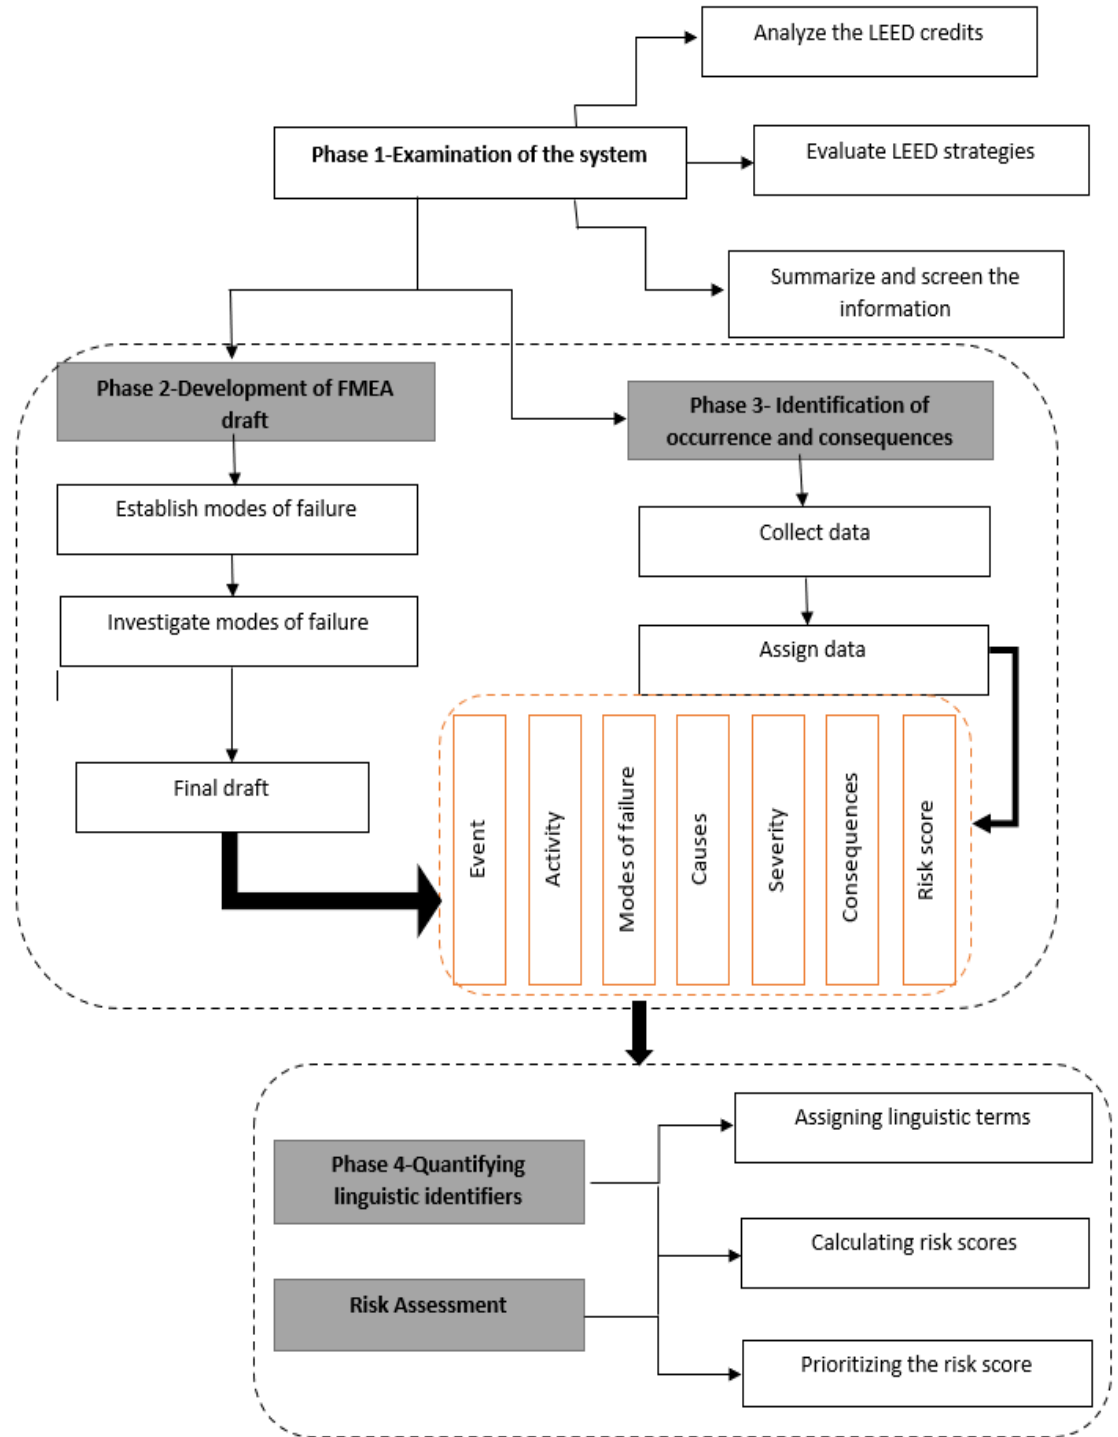 Analyze the LEED credits
Phase 1-Examination of the system
Evaluate LEED strategies
Summarize and screen the
information
Phase 2-Development of FMEA
draft
Phase 3- Identification of
occurrence and consequences
Establish modes of failure
Collect data
Investigate modes of failure
Assign data
Final draft
Event
Activity
Modes of failure
Causes
Severity
Consequences
Risk score
Assigning linguistic terms
Phase 4-Quantifying
linguistic identifiers
Calculating risk scores
Risk Assessment
Prioritizing the risk score